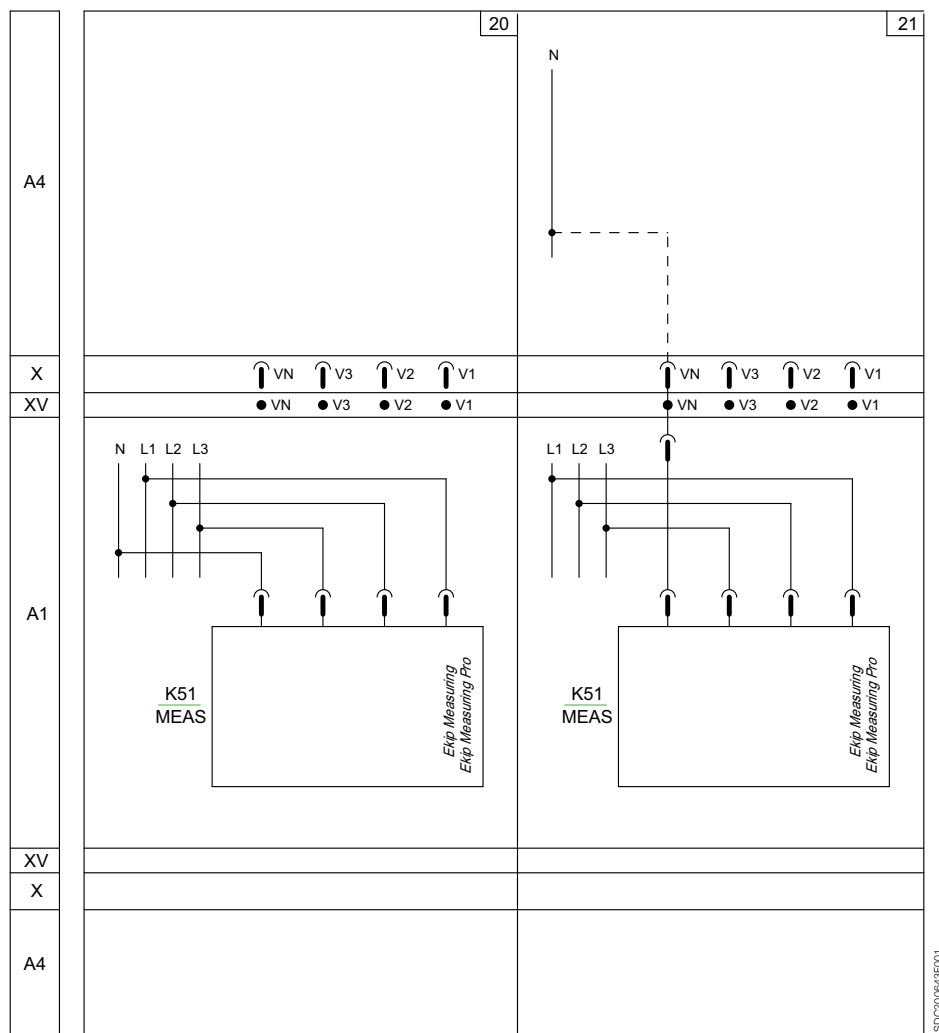 20
21
N
A4
X
VN V3 V2 V1
VN V3 V2 V1
XV
VN V3 V2 V1
VN V3 V2 V1
N L1 L2 L3
L1 L2 L3
A1
K51
MEAS
Ekip Measuring
Ekip Measuring Pro
K51
MEAS
Ekip Measuring
Ekip Measuring Pro
XV
X
A4